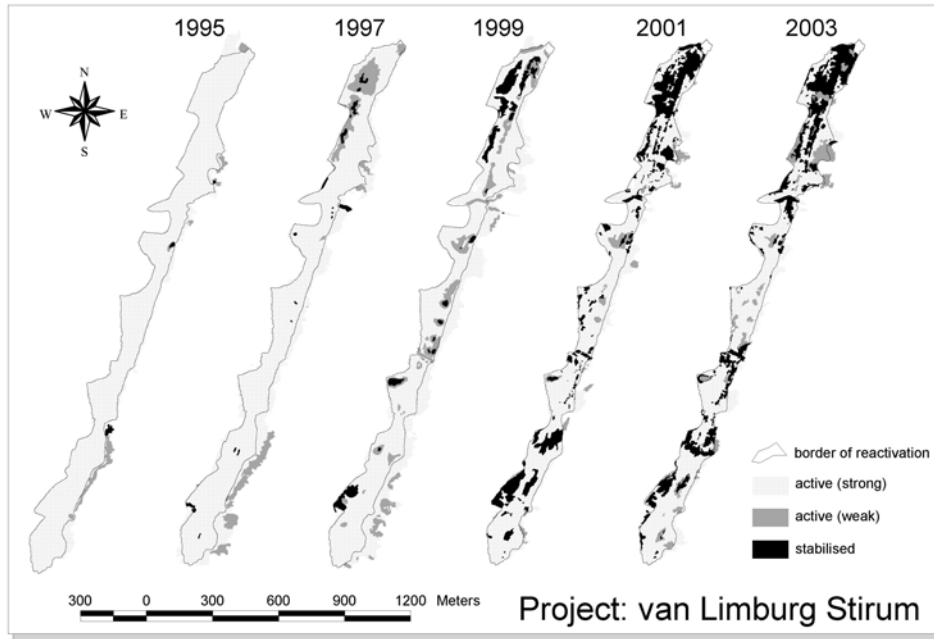 1995 1997 1999 2001 2003
N
W E
S
border of reactivation
active (strong)
active (weak)
stabilised
300 0 300 600 900 1200 Meters
Project: van Limburg Stirum